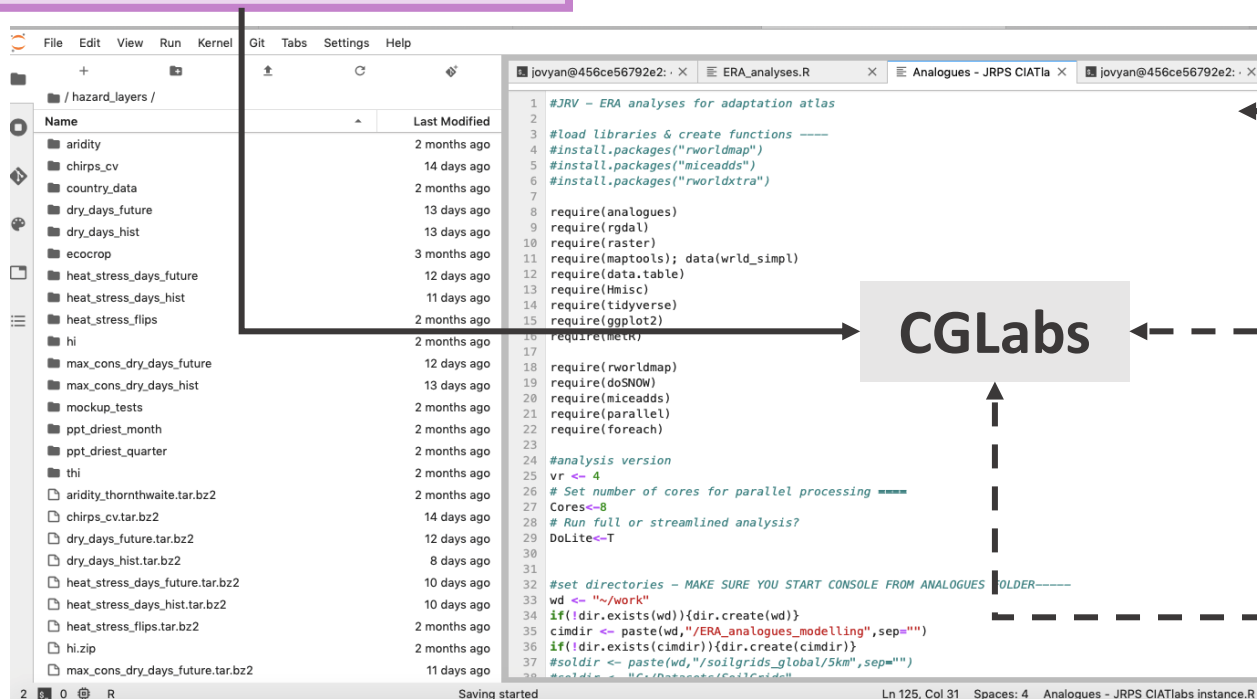 File Edit View Run Kernel Git Tabs Settings Help
jovyan@456ce56792e2: · ERA_analyses.R Analogues - JRPS CIATla jovyan@456ce56792e2: ·
/ hazard_layers /
Name Last Modified
aridity 2 months ago
chirps_cv 14 days ago
country_data 2 months ago
dry_days_future 13 days ago
dry_days_hist 13 days ago
ecocrop 3 months ago
heat_stress_days_future 12 days ago
heat_stress_days_hist 11 days ago
heat_stress_flips 2 months ago
hi 2 months ago
max_cons_dry_days_future 12 days ago
max_cons_dry_days_hist 13 days ago
mockup_tests 2 months ago
ppt_driest_month 2 months ago
ppt_driest_quarter 2 months ago
thi 2 months ago
aridity_thornthwaite.tar.bz2 2 months ago
chirps_cv.tar.bz2 14 days ago
dry_days_future.tar.bz2 12 days ago
dry_days_hist.tar.bz2 8 days ago
heat_stress_days_future.tar.bz2 10 days ago
heat_stress_days_hist.tar.bz2 10 days ago
heat_stress_flips.tar.bz2 2 months ago
hi.zip 2 months ago
max_cons_dry_days_future.tar.bz2 11 days ago
1 #JRV - ERA analyses for adaptation atlas
2
3 #load libraries & create functions ----
4 #install.packages("rworldmap")
5 #install.packages("miceadds")
6 #install.packages("rworldxtra")
7
8 require(analogues)
9 require(rgdal)
10 require(raster)
11 require(maptools); data(wrld_simpl)
12 require(data.table)
13 require(Hmisc)
14 require(tidyverse)
15 require(ggplot2)
16 require(metR)
17
18 require(rworldmap)
19 require(doSNOW)
20 require(miceadds)
21 require(parallel)
22 require(foreach)
23
24 #analysis version
25 vr <- 4
26 # Set number of cores for parallel processing ====
27 Cores<-8
28 # Run full or streamlined analysis?
29 DoLite<-T
30
31
32 #set directories - MAKE SURE YOU START CONSOLE FROM ANALOGUES FOLDER-----
33 wd <- "~/work"
34 if(!dir.exists(wd)){dir.create(wd)}
35 cimdir <- paste(wd,"/ERA_analogues_modelling",sep="")
36 if(!dir.exists(cimdir)){dir.create(cimdir)}
37 #soldir <- paste(wd,"/soilgrids_global/5km",sep="")
CGLabs
2 0 R Saving started Ln 125, Col 31 Spaces: 4 Analogues - JRPS CIATlabs instance.R